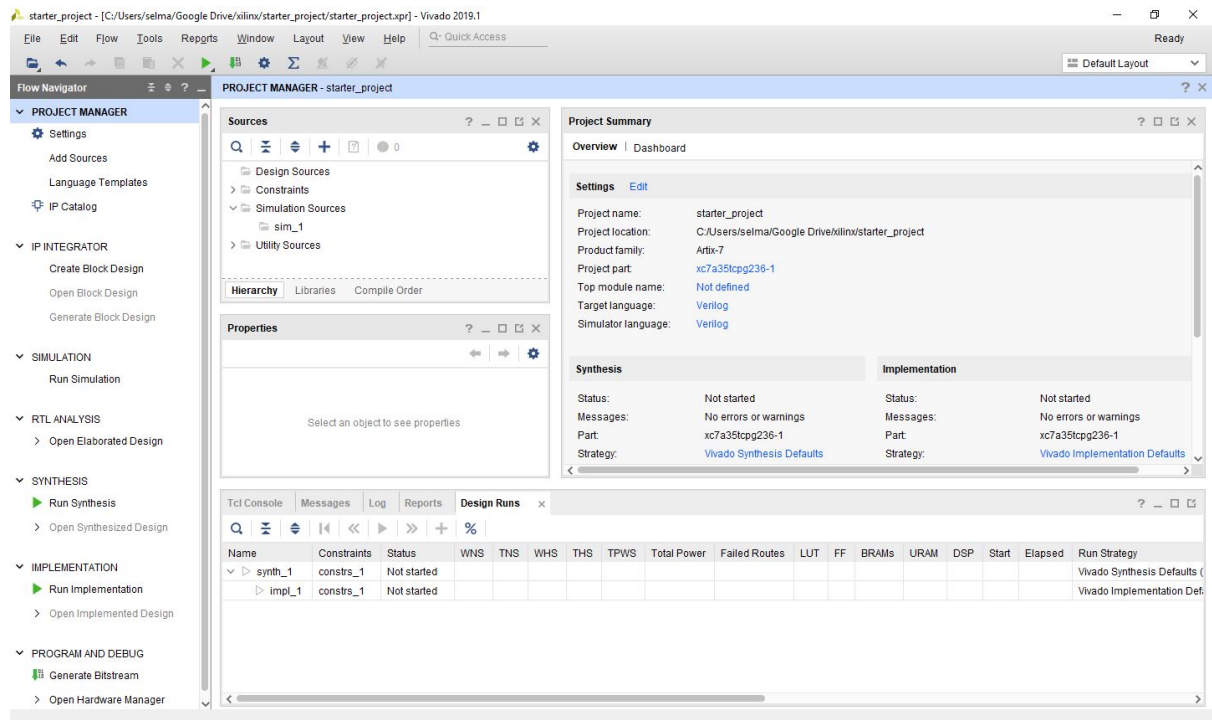 starter_project - [C:/Users/selma/Google Drive/xilinx/starter_project/starter_project.xpr] - Vivado 2019.1
File Edit Flow Tools Reports Window Layout View Help Q- Quick Access Ready
Default Layout
Flow Navigator
PROJECT MANAGER
Settings
Add Sources
Language Templates
IP Catalog
IP INTEGRATOR
Create Block Design
Open Block Design
Generate Block Design
SIMULATION
Run Simulation
RTL ANALYSIS
Open Elaborated Design
SYNTHESIS
Run Synthesis
Open Synthesized Design
IMPLEMENTATION
Run Implementation
Open Implemented Design
PROGRAM AND DEBUG
Generate Bitstream
Open Hardware Manager
PROJECT MANAGER - starter_project
Sources
0
Design Sources
Constraints
Simulation Sources
sim_1
Utility Sources
Hierarchy Libraries Compile Order
Properties
Select an object to see properties
Project Summary
Overview | Dashboard
Settings Edit
Project name: starter_project
Project location: C:/Users/selma/Google Drive/xilinx/starter_project
Product family: Artix-7
Project part: xc7a35tcpg236-1
Top module name: Not defined
Target language: Verilog
Simulator language: Verilog
Synthesis
Status: Not started
Messages: No errors or warnings
Part: xc7a35tcpg236-1
Strategy: Vivado Synthesis Defaults
Implementation
Status: Not started
Messages: No errors or warnings
Part: xc7a35tcpg236-1
Strategy: Vivado Implementation Defaults
Tcl Console Messages Log Reports Design Runs
%
Name Constraints Status WNS TNS WHS THS TPWS Total Power Failed Routes LUT FF BRAMs URAM DSP Start Elapsed Run Strategy
synth_1 constrs_1 Not started Vivado Synthesis Defaults (
impl_1 constrs_1 Not started Vivado Implementation Def